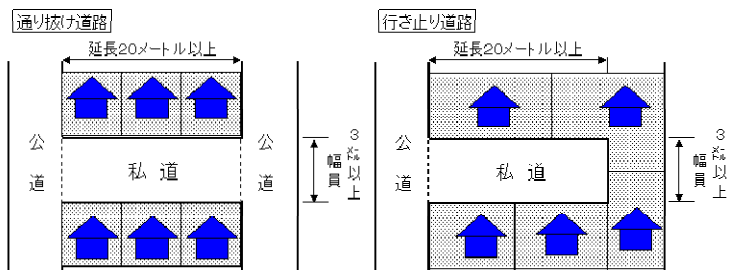 通り抜け道路
延長20メートル以上
公道
私道
公道
幅員
3メートル以上
行き止り道路
延長20メートル以上
公道
私道
幅員
3メートル以上